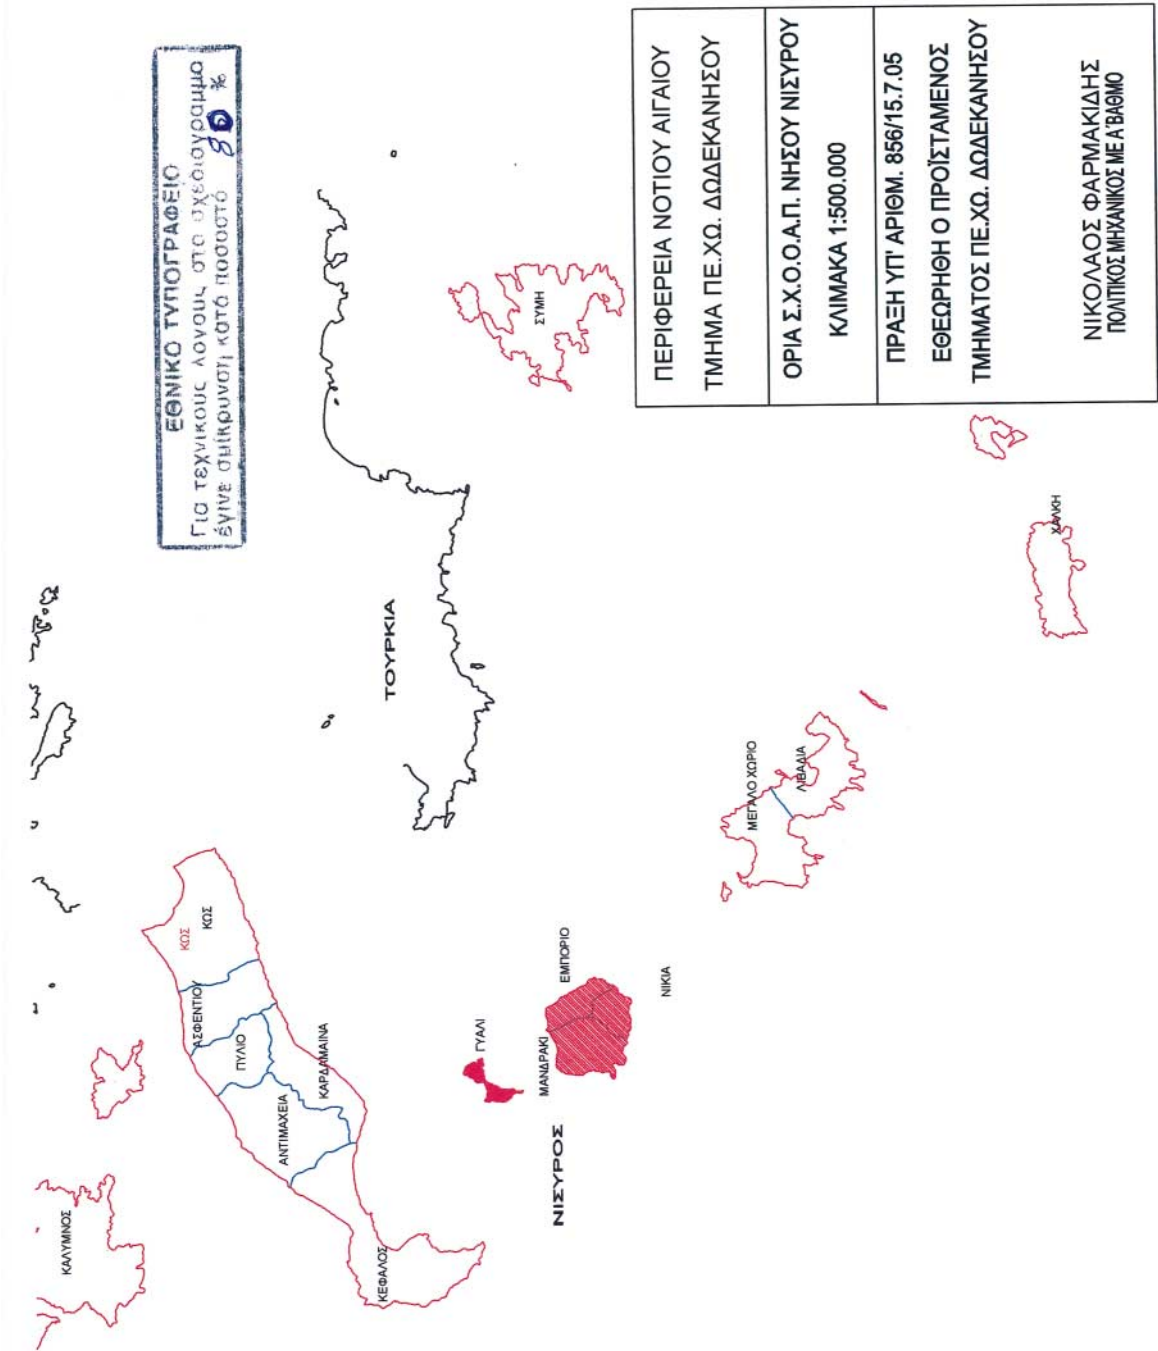 ΕΘΝΙΚΟ ΤΥΠΟΓΡΑΦΕΙΟ
Για τεχνικους λόγους στο σχεδιογραμμα
έγινε σμίκρυνση κατά ποσοστό 80 %
ΚΑΛΥΜΝΟΣ
ΚΩΣ
ΚΩΣ
ΑΣΦΕΝΤΙΟΥ
ΠΥΛΙΟ
ΚΑΡΔΑΜΑΙΝΑ
ΑΝΤΙΜΑΧΕΙΑ
ΚΕΦΑΛΟΣ
ΤΟΥΡΚΙΑ
ΣΥΜΗ
ΓΥΑΛΙ
ΜΑΝΔΡΑΚΙ
ΕΜΠΟΡΙΟ
ΝΙΣΥΡΟΣ
ΝΙΚΙΑ
ΜΕΓΑΛΟ ΧΩΡΙΟ
ΛΙΒΑΔΙΑ
ΧΑΛΚΗ
ΠΕΡΙΦΕΡΕΙΑ ΝΟΤΙΟΥ ΑΙΓΑΙΟΥ
ΤΜΗΜΑ ΠΕ.ΧΩ. ΔΩΔΕΚΑΝΗΣΟΥ
ΟΡΙΑ Σ.Χ.Ο.Ο.Α.Π. ΝΗΣΟΥ ΝΙΣΥΡΟΥ
ΚΛΙΜΑΚΑ 1:500.000
ΠΡΑΞΗ ΥΠ' ΑΡΙΘΜ. 856/15.7.05
ΕΘΕΩΡΗΘΗ Ο ΠΡΟΪΣΤΑΜΕΝΟΣ
ΤΜΗΜΑΤΟΣ ΠΕ.ΧΩ. ΔΩΔΕΚΑΝΗΣΟΥ
ΝΙΚΟΛΑΟΣ ΦΑΡΜΑΚΙΔΗΣ
ΠΟΛΙΤΙΚΟΣ ΜΗΧΑΝΙΚΟΣ ΜΕ Α'ΒΑΘΜΟ